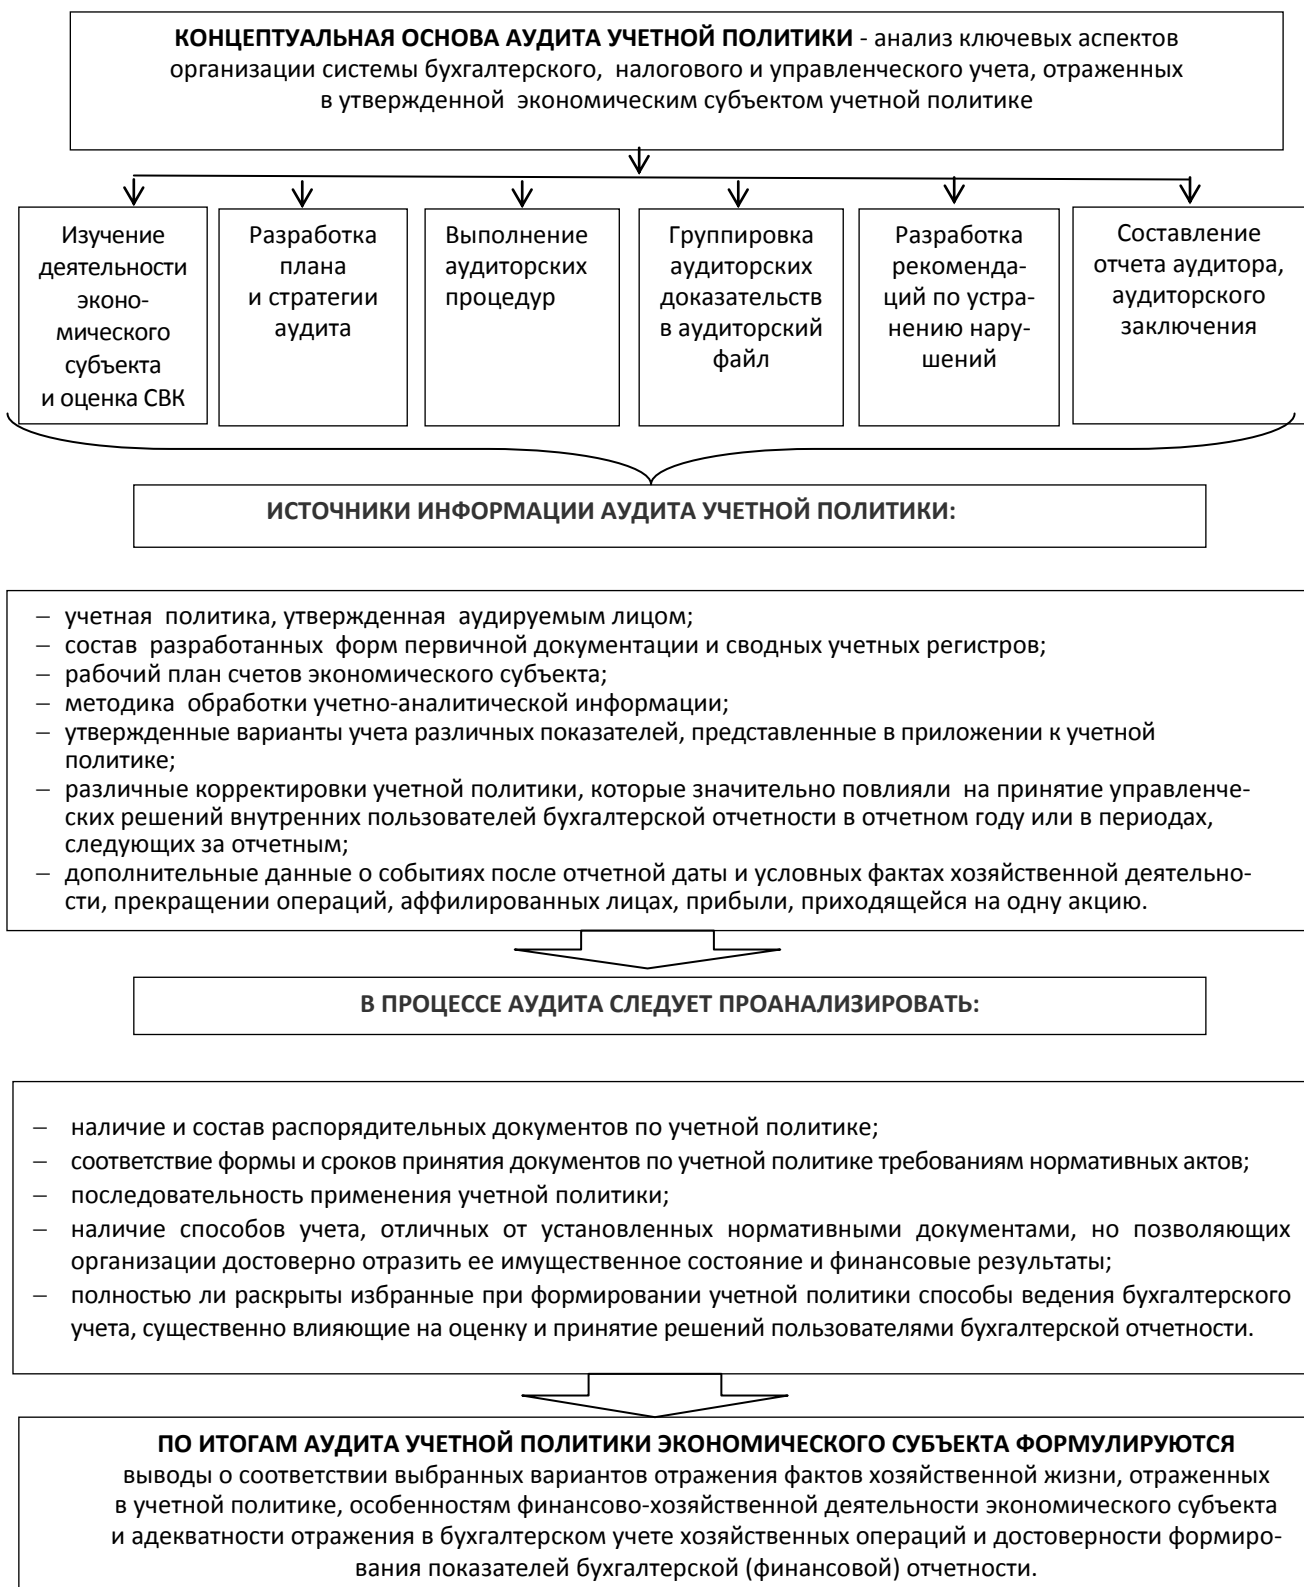 КОНЦЕПТУАЛЬНАЯ ОСНОВА АУДИТА УЧЕТНОЙ ПОЛИТИКИ - анализ ключевых аспектов
организации системы бухгалтерского, налогового и управленческого учета, отраженных
в утвержденной экономическим субъектом учетной политике
Изучение
деятельности
эконо-
мического
субъекта
и оценка СВК
Разработка
плана
и стратегии
аудита
Выполнение
аудиторских
процедур
Группировка
аудиторских
доказательств
в аудиторский
файл
Разработка
рекоменда-
ций по устра-
нению нару-
шений
Составление
отчета аудитора,
аудиторского
заключения
ИСТОЧНИКИ ИНФОРМАЦИИ АУДИТА УЧЕТНОЙ ПОЛИТИКИ:
– учетная политика, утвержденная аудируемым лицом;
– состав разработанных форм первичной документации и сводных учетных регистров;
– рабочий план счетов экономического субъекта;
– методика обработки учетно-аналитической информации;
– утвержденные варианты учета различных показателей, представленные в приложении к учетной
политике;
– различные корректировки учетной политики, которые значительно повлияли на принятие управленче-
ских решений внутренних пользователей бухгалтерской отчетности в отчетном году или в периодах,
следующих за отчетным;
– дополнительные данные о событиях после отчетной даты и условных фактах хозяйственной деятельно-
сти, прекращении операций, аффилированных лицах, прибыли, приходящейся на одну акцию.
В ПРОЦЕССЕ АУДИТА СЛЕДУЕТ ПРОАНАЛИЗИРОВАТЬ:
– наличие и состав распорядительных документов по учетной политике;
– соответствие формы и сроков принятия документов по учетной политике требованиям нормативных актов;
– последовательность применения учетной политики;
– наличие способов учета, отличных от установленных нормативными документами, но позволяющих
организации достоверно отразить ее имущественное состояние и финансовые результаты;
– полностью ли раскрыты избранные при формировании учетной политики способы ведения бухгалтерского
учета, существенно влияющие на оценку и принятие решений пользователями бухгалтерской отчетности.
ПО ИТОГАМ АУДИТА УЧЕТНОЙ ПОЛИТИКИ ЭКОНОМИЧЕСКОГО СУБЪЕКТА ФОРМУЛИРУЮТСЯ
выводы о соответствии выбранных вариантов отражения фактов хозяйственной жизни, отраженных
в учетной политике, особенностям финансово-хозяйственной деятельности экономического субъекта
и адекватности отражения в бухгалтерском учете хозяйственных операций и достоверности формиро-
вания показателей бухгалтерской (финансовой) отчетности.